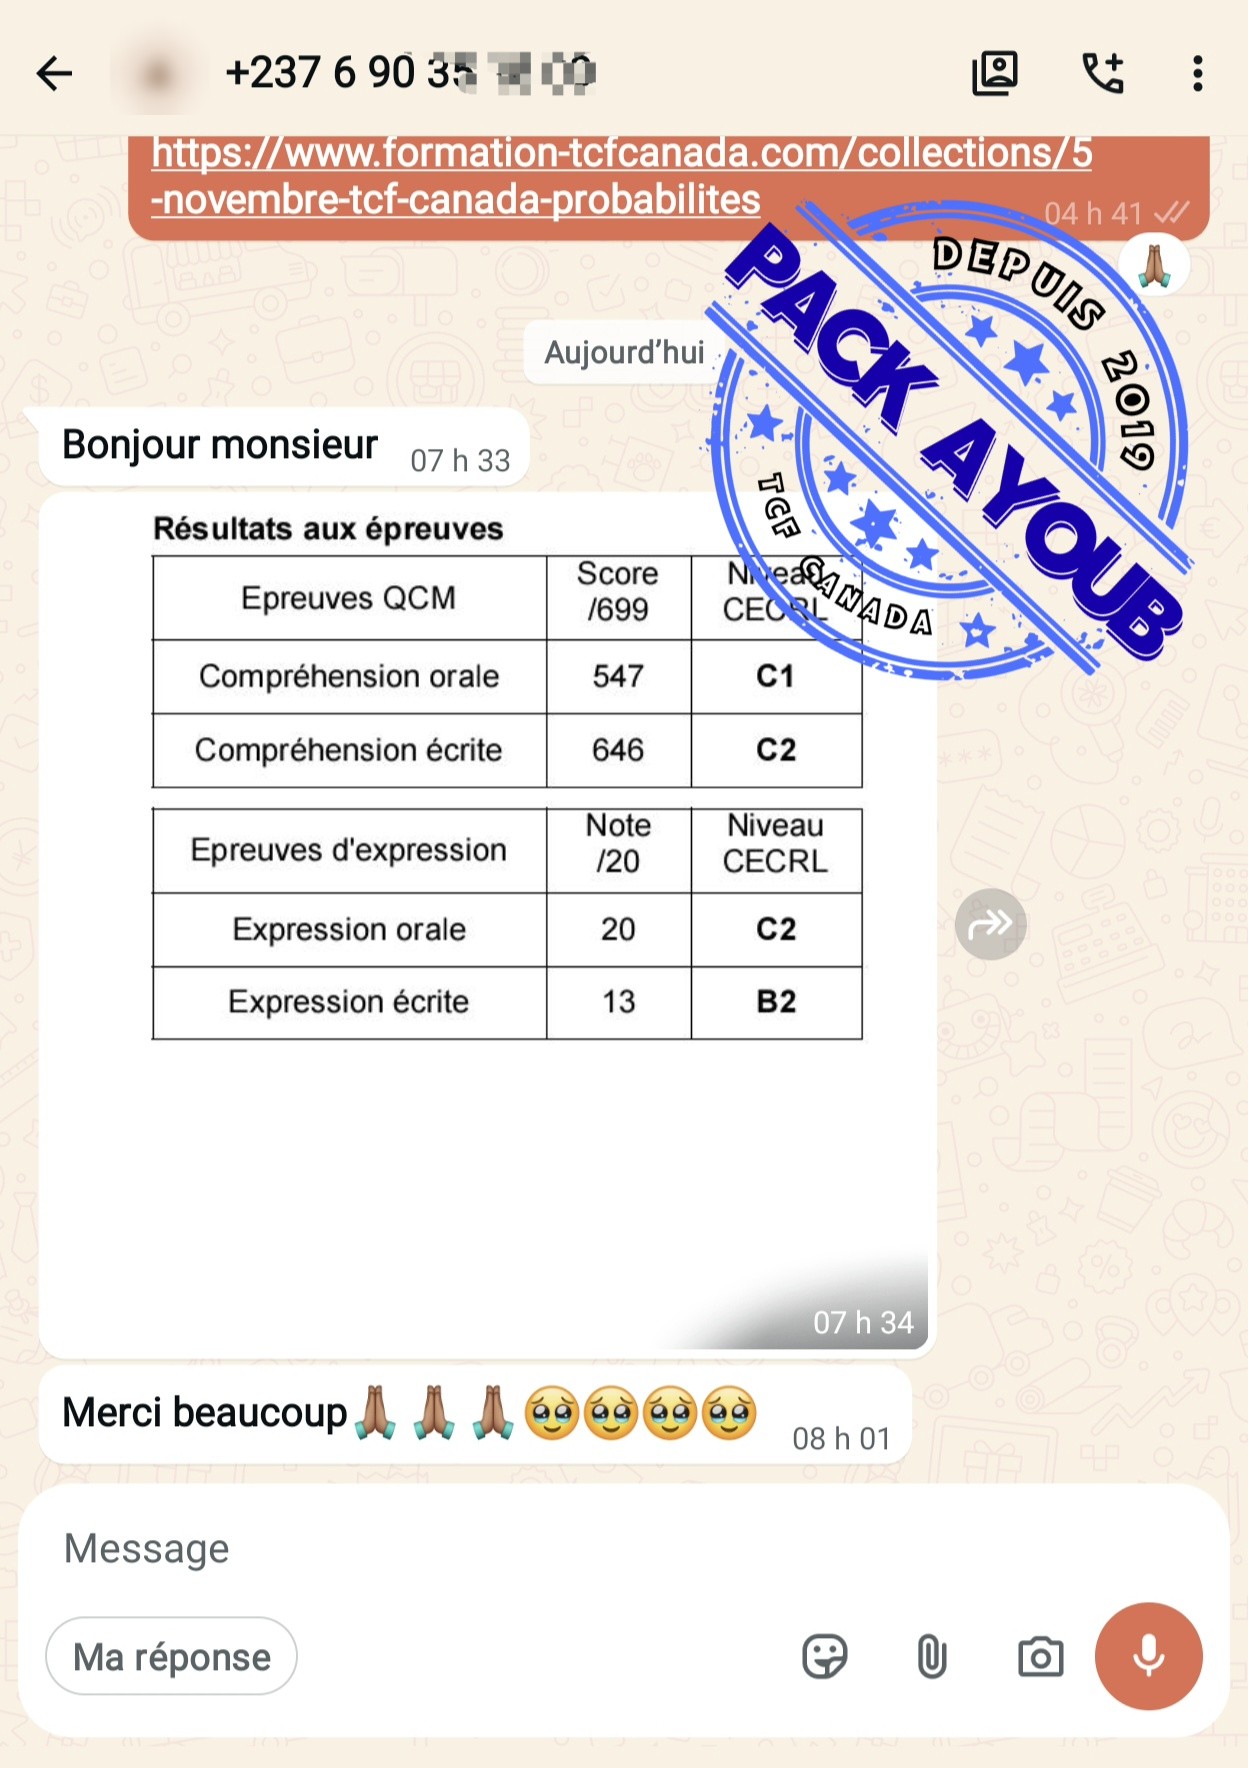 +237 6 90 35
https://www.formation-tcfcanada.com/collections/5
-novembre-tcf-canada-probabilites
04 h 41
DEPUIS 2019
PACK AYOUB
TCF CANADA
Aujourd’hui
Bonjour monsieur
07 h 33
Résultats aux épreuves
Epreuves QCM Score /699 Niveau CECRL
Compréhension orale 547 C1
Compréhension écrite 646 C2
Epreuves d'expression Note /20 Niveau CECRL
Expression orale 20 C2
Expression écrite 13 B2
07 h 34
Merci beaucoup🙏🏽🙏🏽🙏🏽🥹🥹🥹🥹
08 h 01
Message
Ma réponse